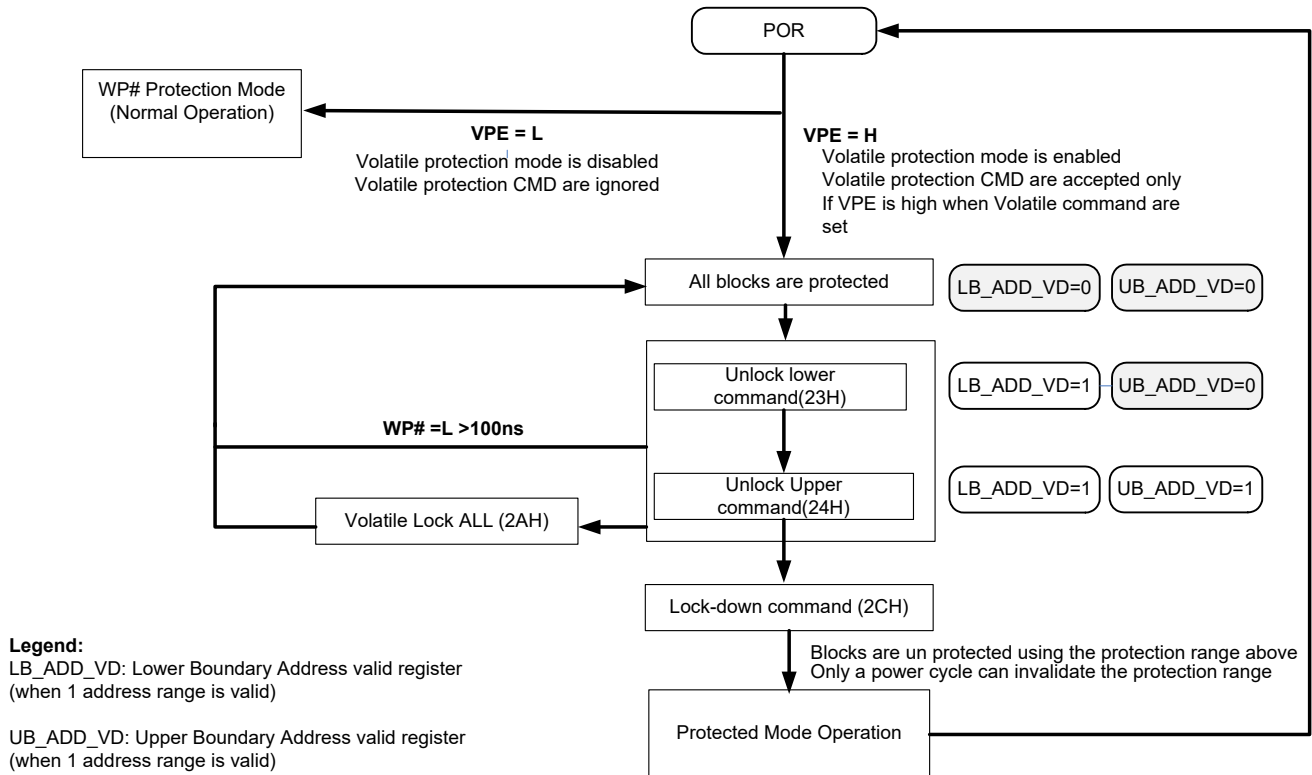 POR
WP# Protection Mode
(Normal Operation)
VPE = L
Volatile protection mode is disabled
Volatile protection CMD are ignored
VPE = H
Volatile protection mode is enabled
Volatile protection CMD are accepted only
If VPE is high when Volatile command are
set
All blocks are protected
LB_ADD_VD=0
UB_ADD_VD=0
Unlock lower
command(23H)
LB_ADD_VD=1
UB_ADD_VD=0
WP# =L >100ns
Unlock Upper
command(24H)
LB_ADD_VD=1
UB_ADD_VD=1
Volatile Lock ALL (2AH)
Lock-down command (2CH)
Blocks are un protected using the protection range above
Only a power cycle can invalidate the protection range
Protected Mode Operation
Legend:
LB_ADD_VD: Lower Boundary Address valid register
(when 1 address range is valid)
UB_ADD_VD: Upper Boundary Address valid register
(when 1 address range is valid)